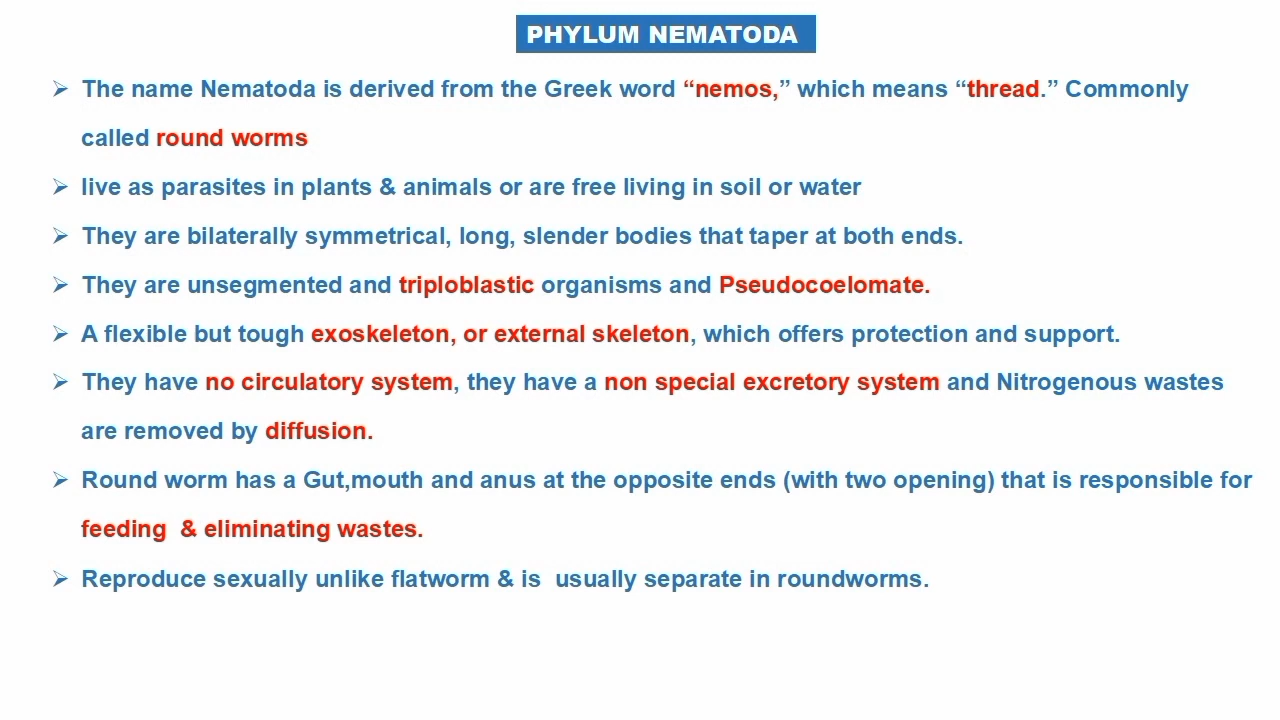 PHYLUM NEMATODA
➢ The name Nematoda is derived from the Greek word “nemos,” which means “thread.” Commonly
called round worms
➢ live as parasites in plants & animals or are free living in soil or water
➢ They are bilaterally symmetrical, long, slender bodies that taper at both ends.
➢ They are unsegmented and triploblastic organisms and Pseudocoelomate.
➢ A flexible but tough exoskeleton, or external skeleton, which offers protection and support.
➢ They have no circulatory system, they have a non special excretory system and Nitrogenous wastes
are removed by diffusion.
➢ Round worm has a Gut,mouth and anus at the opposite ends (with two opening) that is responsible for
feeding  & eliminating wastes.
➢ Reproduce sexually unlike flatworm & is  usually separate in roundworms.